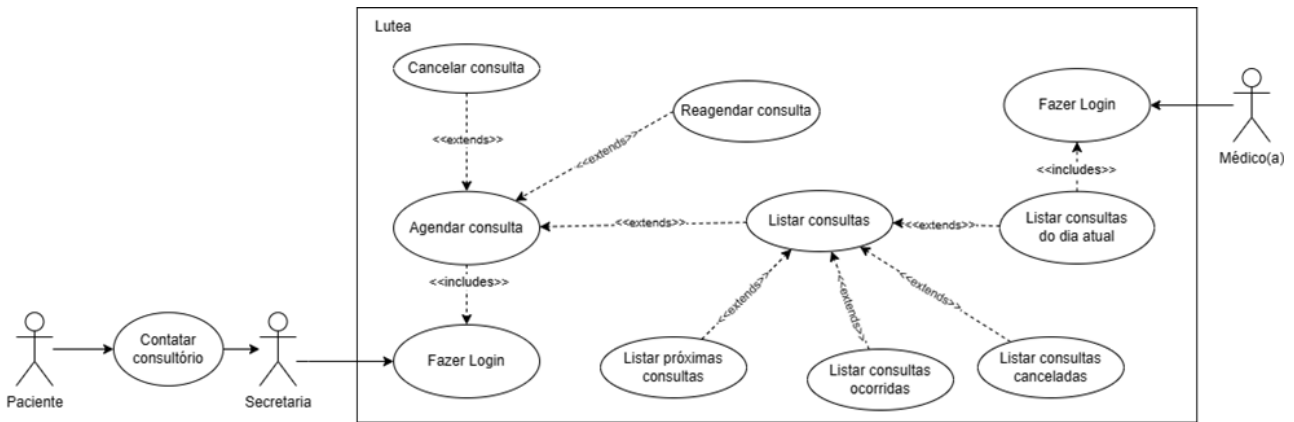 Lutea
Cancelar consulta
Reagendar consulta
Fazer Login
Médico(a)
<<extends>>
<<extends>>
<<includes>>
Agendar consulta
<<extends>>
Listar consultas
<<extends>>
Listar consultas
do dia atual
<<includes>>
<<extends>>
<<extends>>
<<extends>>
Paciente
Contatar
consultório
Secretaria
Fazer Login
Listar próximas
consultas
Listar consultas
ocorridas
Listar consultas
canceladas